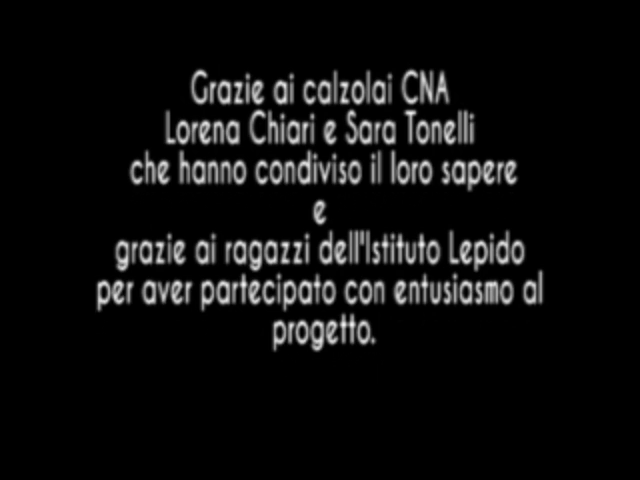 Grazie ai calzolai CNA
Lorena Chiari e Sara Tonelli
che hanno condiviso il loro sapere
e
grazie ai ragazzi dell'Istituto Lepido
per aver partecipato con entusiasmo al
progetto.